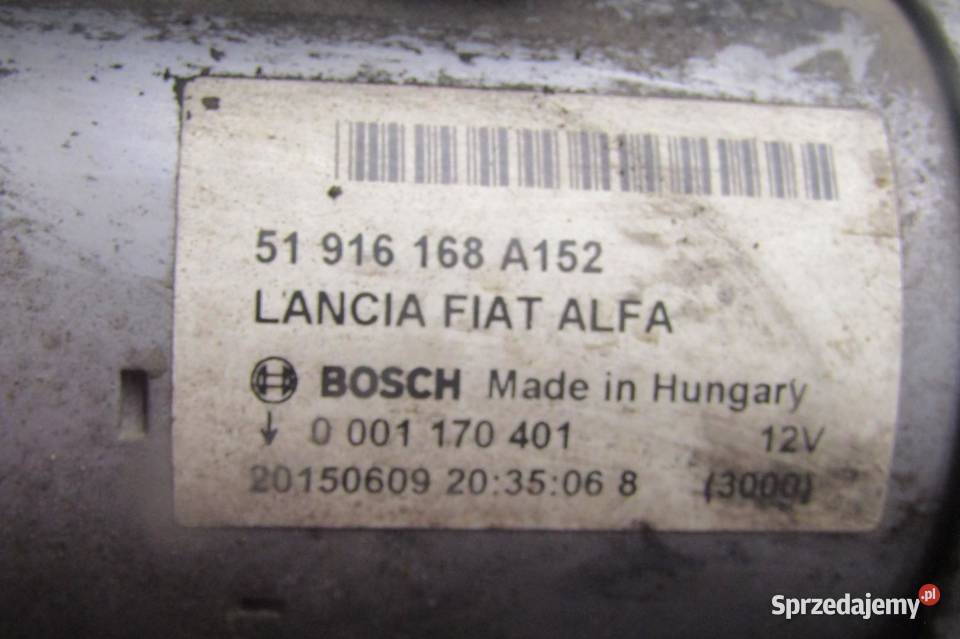 51 916 168 A152
LANCIA FIAT ALFA
BOSCH Made in Hungary
↓ 0 001 170 401 12V
20150609 20:35:06 8 (3000)
Sprzedajemy.pl